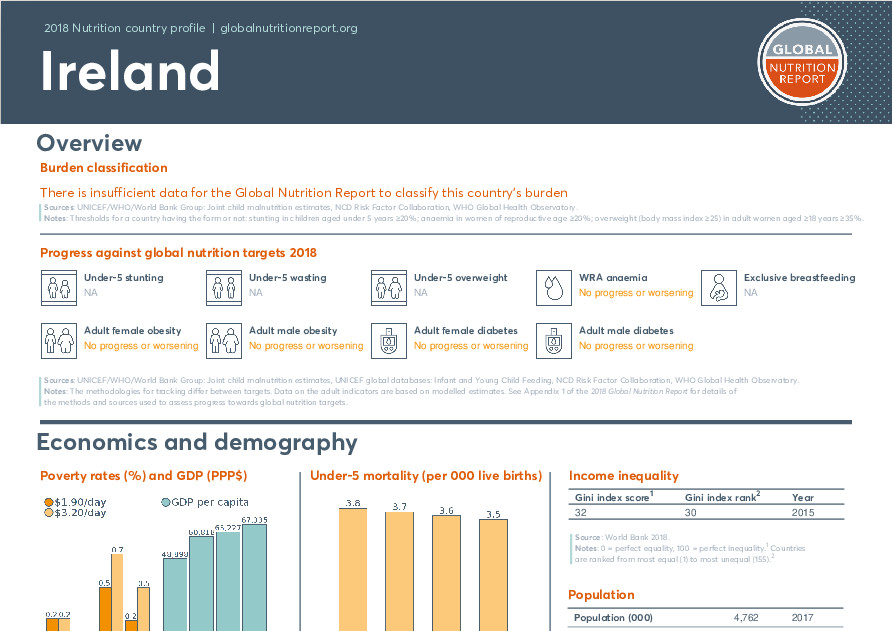 2018 Nutrition country profile | globalnutritionreport.org
Ireland
GLOBAL
NUTRITION
REPORT
Overview
Burden classification
There is insufficient data for the Global Nutrition Report to classify this country's burden
Sources: UNICEF/WHO/World Bank Group: Joint child malnutrition estimates, NCD Risk Factor Collaboration, WHO Global Health Observatory.
Notes: Thresholds for a country having the form or not: stunting in children aged under 5 years ≥20%; anaemia in women of reproductive age ≥20%; overweight (body mass index ≥25) in adult women aged ≥18 years ≥35%.
Progress against global nutrition targets 2018
Under-5 stunting
NA
Under-5 wasting
NA
Under-5 overweight
NA
WRA anaemia
No progress or worsening
Exclusive breastfeeding
NA
Adult female obesity
No progress or worsening
Adult male obesity
No progress or worsening
Adult female diabetes
No progress or worsening
Adult male diabetes
No progress or worsening
Sources: UNICEF/WHO/World Bank Group: Joint child malnutrition estimates, UNICEF global databases: Infant and Young Child Feeding, NCD Risk Factor Collaboration, WHO Global Health Observatory.
Notes: The methodologies for tracking differ between targets. Data on the adult indicators are based on modelled estimates. See Appendix 1 of the 2018 Global Nutrition Report for details of
the methods and sources used to assess progress towards global nutrition targets.
Economics and demography
Poverty rates (%) and GDP (PPP$)
$1.90/day
$3.20/day
GDP per capita
0.2 0.2
0.5
0.7
0.2
0.5
48,898
60,818
65,227
67,335
Under-5 mortality (per 000 live births)
3.8
3.7
3.6
3.5
Income inequality
Gini index score¹ Gini index rank² Year
32 30 2015
Source: World Bank 2018.
Notes: 0 = perfect equality, 100 = perfect inequality.¹ Countries
are ranked from most equal (1) to most unequal (155).²
Population
Population (000) 4,762 2017